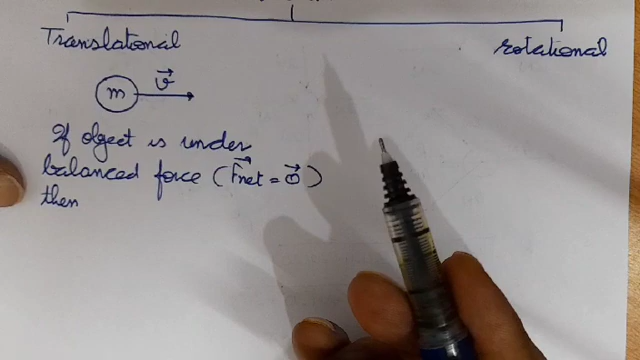 Translational
rotational
m v⃗
If object is under
balanced force (F⃗net = 0⃗)
then